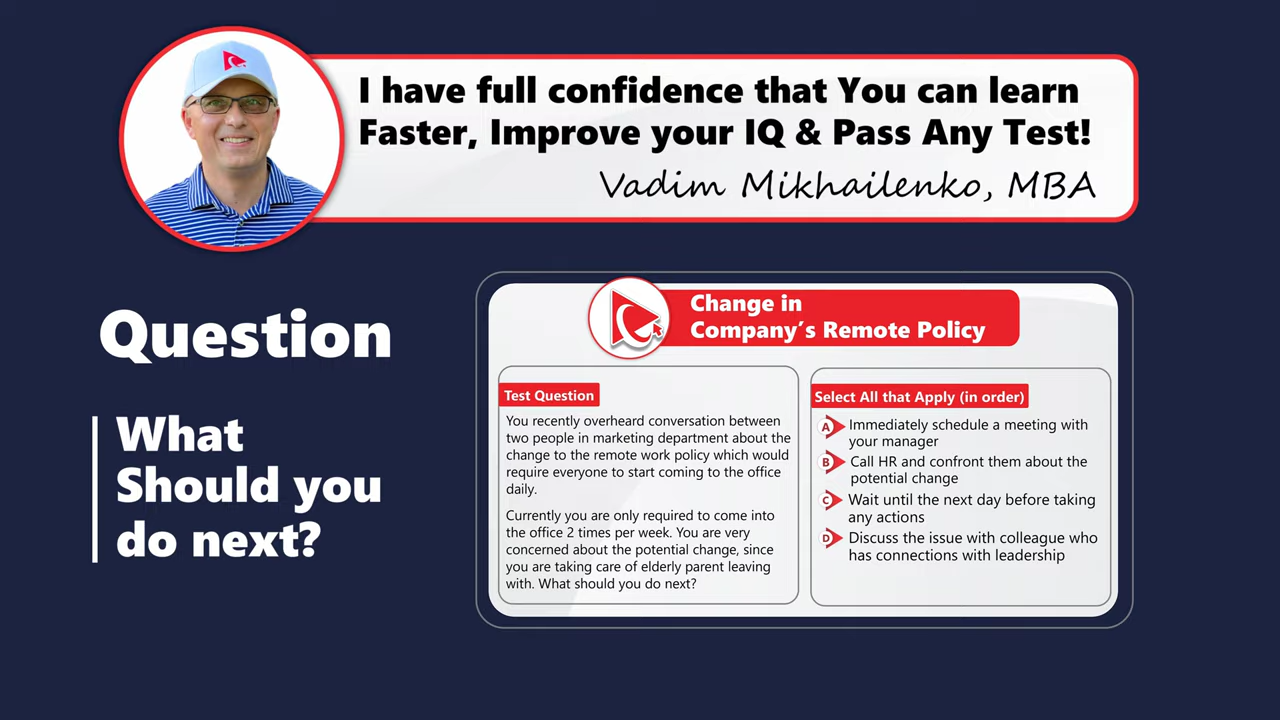 I have full confidence that You can learn
Faster, Improve your IQ & Pass Any Test!
Vadim Mikhailenko, MBA
Question
What
Should you
do next?
Change in
Company's Remote Policy
Test Question
You recently overheard conversation between
two people in marketing department about the
change to the remote work policy which would
require everyone to start coming to the office
daily.
Currently you are only required to come into
the office 2 times per week. You are very
concerned about the potential change, since
you are taking care of elderly parent leaving
with. What should you do next?
Select All that Apply (in order)
A Immediately schedule a meeting with
your manager
B Call HR and confront them about the
potential change
C Wait until the next day before taking
any actions
D Discuss the issue with colleague who
has connections with leadership